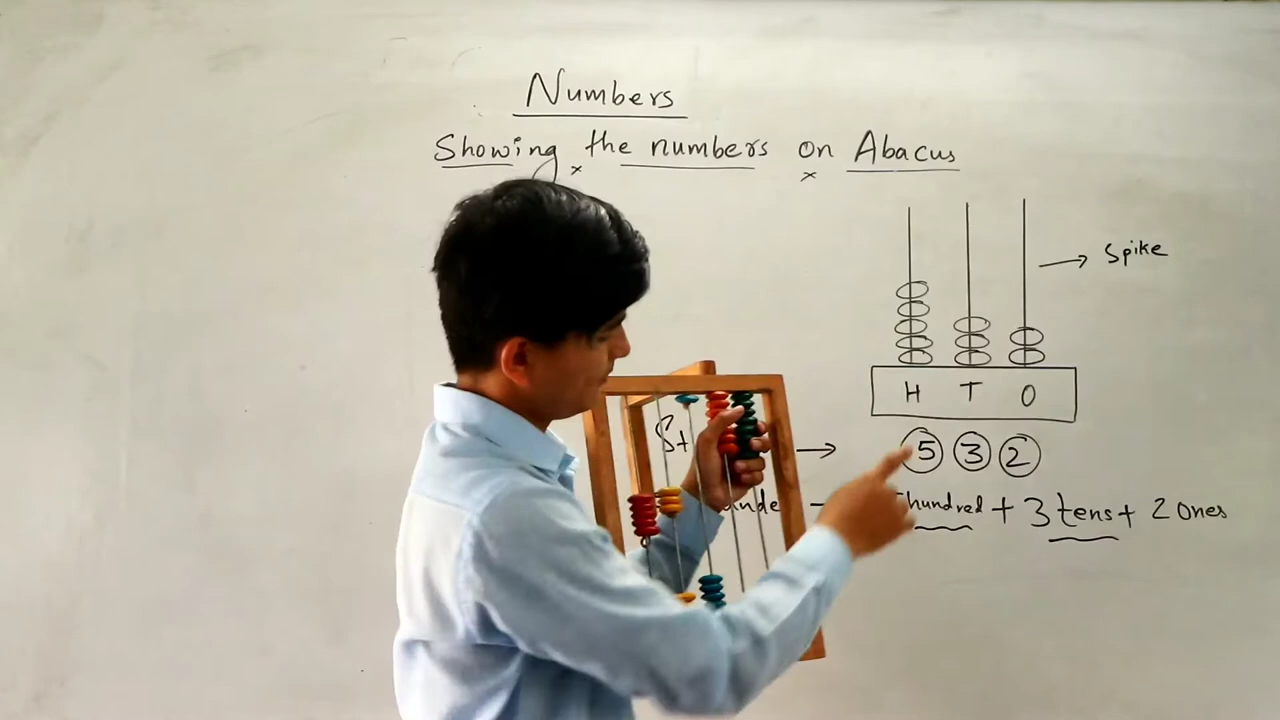 Numbers
Showing the numbers on Abacus
Spike
H T O
5 3 2
hundred + 3 tens + 2 Ones